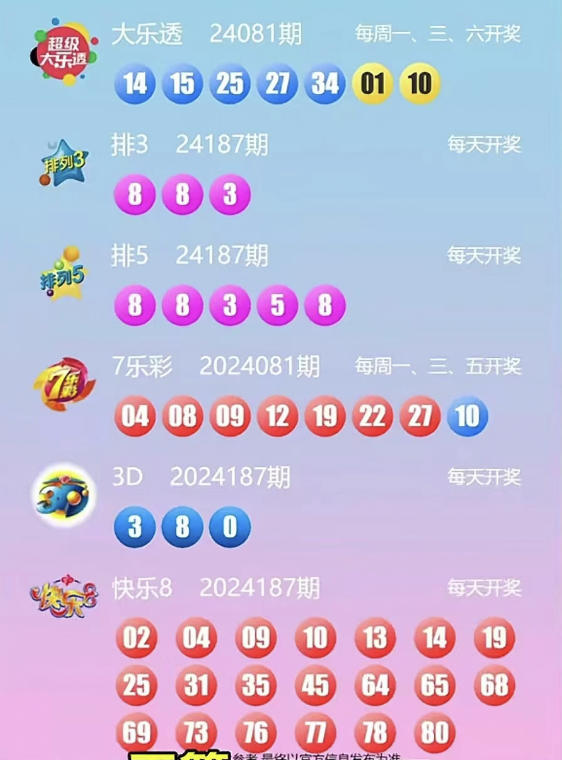 超级
大乐透
大乐透 24081期 每周一、三、六开奖
14 15 25 27 34 01 10
排列3
排3 24187期 每天开奖
8 8 3
排列5
排5 24187期 每天开奖
8 8 3 5 8
7乐彩
7乐彩 2024081期 每周一、三、五开奖
04 08 09 12 19 22 27 10
3D
3D 2024187期 每天开奖
3 8 0
快乐8
快乐8 2024187期 每天开奖
02 04 09 10 13 14 19
25 31 35 45 64 65 68
69 73 76 77 78 80
参考,最终以官方信息发布为准